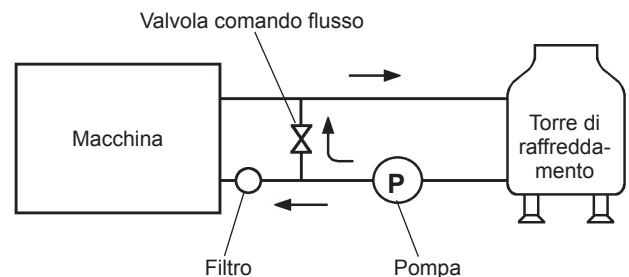 Valvola comando flusso
Macchina
Torre di
raffredda-
mento
P
Filtro
Pompa